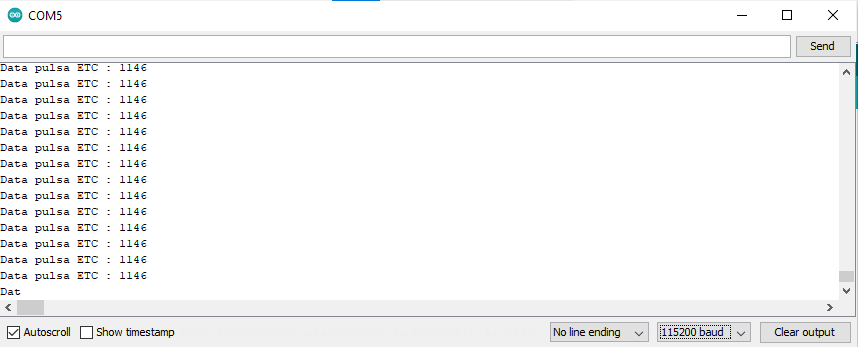 COM5
Send
Data pulsa ETC : 1146
Data pulsa ETC : 1146
Data pulsa ETC : 1146
Data pulsa ETC : 1146
Data pulsa ETC : 1146
Data pulsa ETC : 1146
Data pulsa ETC : 1146
Data pulsa ETC : 1146
Data pulsa ETC : 1146
Data pulsa ETC : 1146
Data pulsa ETC : 1146
Data pulsa ETC : 1146
Data pulsa ETC : 1146
Data pulsa ETC : 1146
Dat
Autoscroll Show timestamp No line ending 115200 baud Clear output